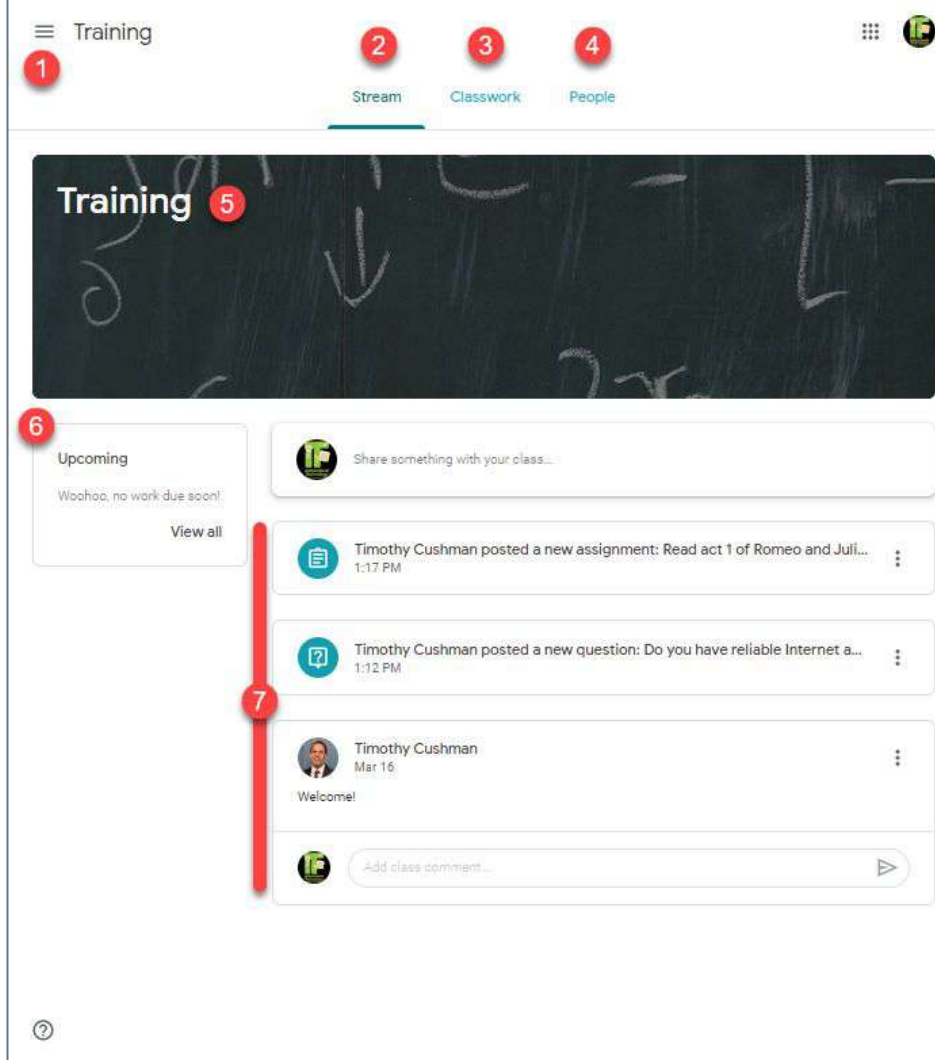 Training
1
2
3
4
Stream
Classwork
People
Training
5
6
Upcoming
Woohoo, no work due soon!
View all
Share something with your class...
Timothy Cushman posted a new assignment: Read act 1 of Romeo and Juli...
1:17 PM
Timothy Cushman posted a new question: Do you have reliable Internet a...
1:12 PM
7
Timothy Cushman
Mar 16
Welcome!
Add class comment...